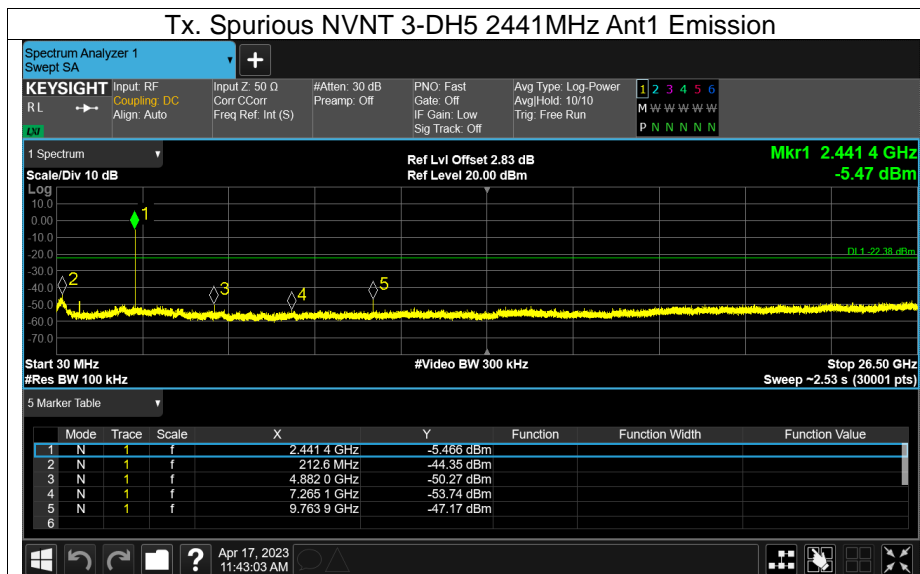 Tx. Spurious NVNT 3-DH5 2441MHz Ant1 Emission
Spectrum Analyzer 1
Swept SA
KEYSIGHT
R L
LXI
Input: RF
Coupling: DC
Align: Auto
Input Z: 50 Ω
Corr CCorr
Freq Ref: Int (S)
#Atten: 30 dB
Preamp: Off
PNO: Fast
Gate: Off
IF Gain: Low
Sig Track: Off
Avg Type: Log-Power
Avg|Hold: 10/10
Trig: Free Run
1 2 3 4 5 6
M W W W W W
P N N N N N
1 Spectrum
Scale/Div 10 dB
Ref Lvl Offset 2.83 dB
Ref Level 20.00 dBm
Mkr1 2.441 4 GHz
-5.47 dBm
Log
10.0
0.00
-10.0
-20.0
-30.0
-40.0
-50.0
-60.0
-70.0
1
2
3
4
5
DL1 -22.38 dBm
Start 30 MHz
#Video BW 300 kHz
Stop 26.50 GHz
#Res BW 100 kHz
Sweep ~2.53 s (30001 pts)
5 Marker Table
Mode Trace Scale X Y Function Function Width Function Value
1 N 1 f 2.441 4 GHz -5.466 dBm
2 N 1 f 212.6 MHz -44.35 dBm
3 N 1 f 4.882 0 GHz -50.27 dBm
4 N 1 f 7.265 1 GHz -53.74 dBm
5 N 1 f 9.763 9 GHz -47.17 dBm
6
?
Apr 17, 2023
11:43:03 AM